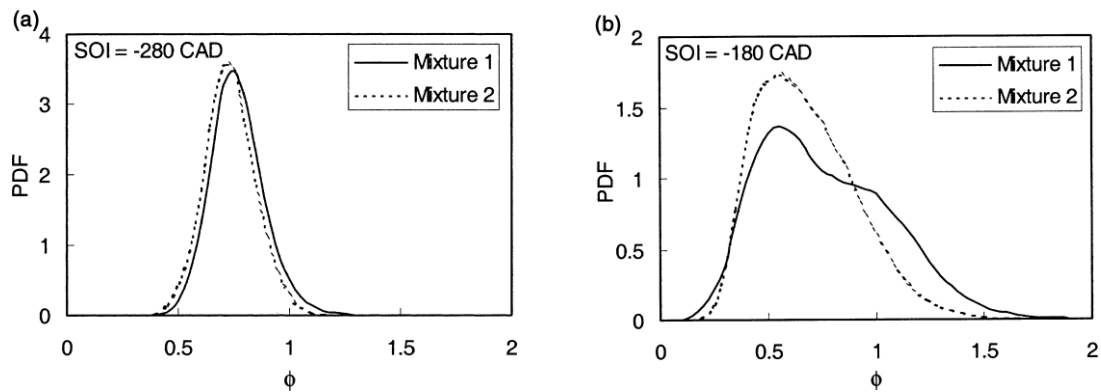 (a)
SOI = -280 CAD
Mixture 1
Mixture 2
PDF
4
3
2
1
0
0 0.5 1 1.5 2
ϕ
(b)
SOI = -180 CAD
Mixture 1
Mixture 2
PDF
2
1.5
1
0.5
0
0 0.5 1 1.5 2
ϕ